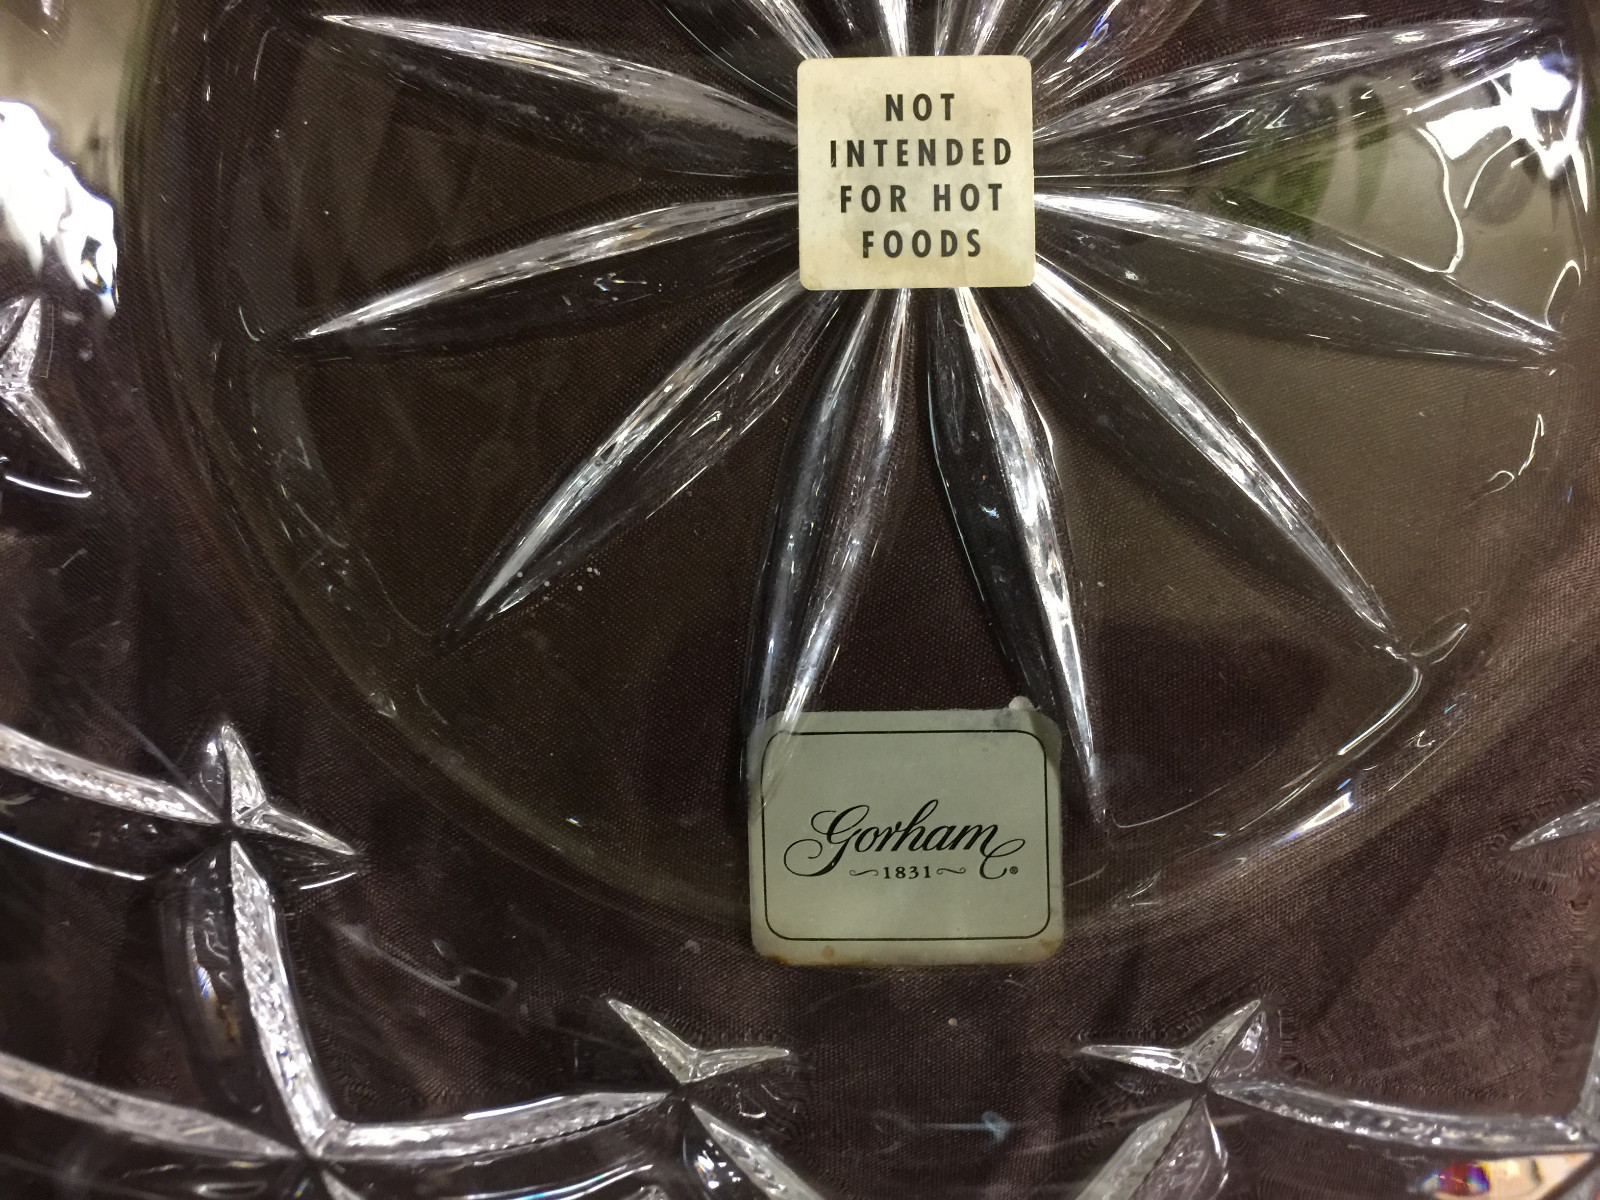 NOT
INTENDED
FOR HOT
FOODS
Gorham
1831